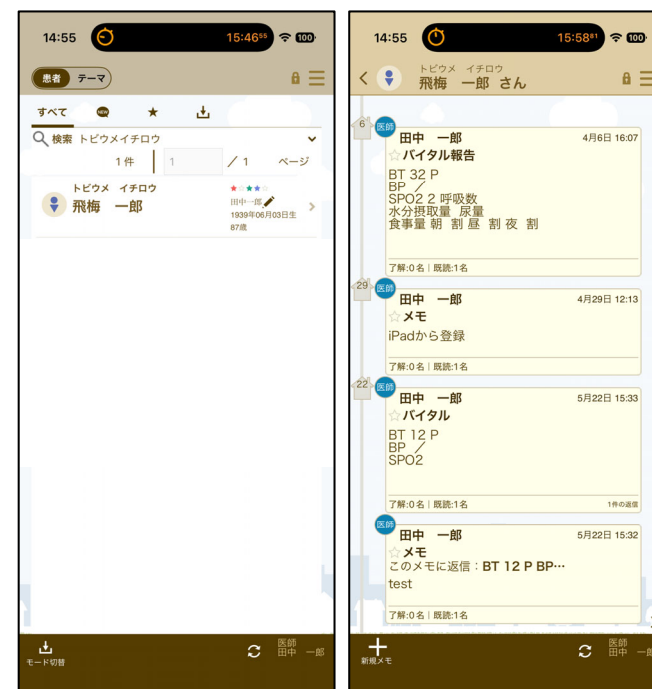 14:55
15:46⁵⁵
100
患者 テーマ
すべて NEW ★
検索 トビウメイチロウ
1件 1 / 1 ページ
トビウメ イチロウ
飛梅 一郎
★☆★★☆
田中一郎
1939年06月03日生
87歳
モード切替
医師
田中 一郎
14:55
15:58⁸¹
100
トビウメ イチロウ
飛梅 一郎 さん
6
医師
田中 一郎
4月6日 16:07
☆バイタル報告
BT 32 P
BP ／
SPO2 2 呼吸数
水分摂取量 尿量
食事量 朝 割 昼 割 夜 割
了解:0名 | 既読:1名
29
医師
田中 一郎
4月29日 12:13
☆メモ
iPadから登録
了解:0名 | 既読:1名
22
医師
田中 一郎
5月22日 15:33
☆バイタル
BT 12 P
BP ／
SPO2
了解:0名 | 既読:1名
1件の返信
医師
田中 一郎
5月22日 15:32
☆メモ
このメモに返信：BT 12 P BP…
test
了解:0名 | 既読:1名
新規メモ
医師
田中 一郎